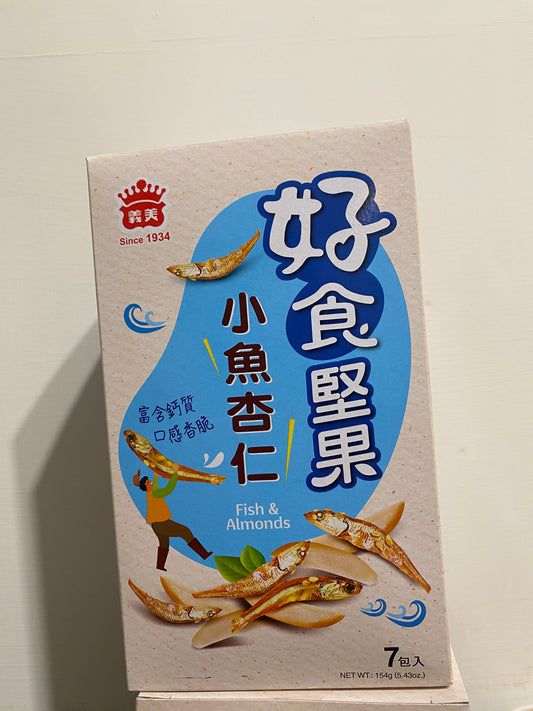 義美
Since 1934
好食堅果
小魚杏仁
富含鈣質
口感香脆
Fish &
Almonds
7包入
NET WT.: 154g (5.43oz.)